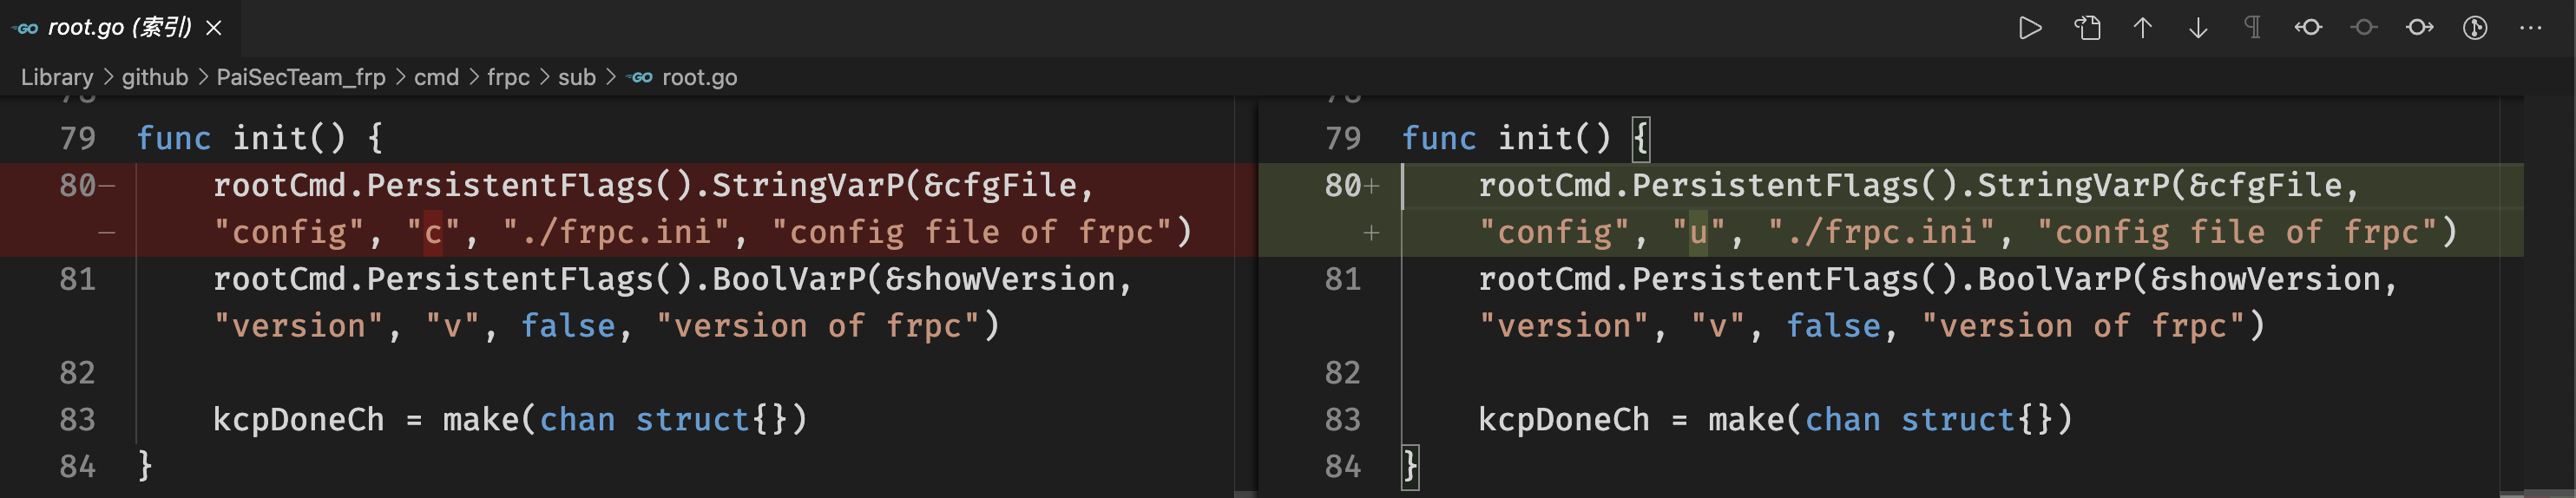 root.go (索引)
Library > github > PaiSecTeam_frp > cmd > frpc > sub > GO root.go
79 func init() {
80— rootCmd.PersistentFlags().StringVarP(&cfgFile,
— "config", "c", "./frpc.ini", "config file of frpc")
81 rootCmd.PersistentFlags().BoolVarP(&showVersion,
"version", "v", false, "version of frpc")
82
83 kcpDoneCh = make(chan struct{})
84 }
79 func init() {
80+ rootCmd.PersistentFlags().StringVarP(&cfgFile,
+ "config", "u", "./frpc.ini", "config file of frpc")
81 rootCmd.PersistentFlags().BoolVarP(&showVersion,
"version", "v", false, "version of frpc")
82
83 kcpDoneCh = make(chan struct{})
84 }